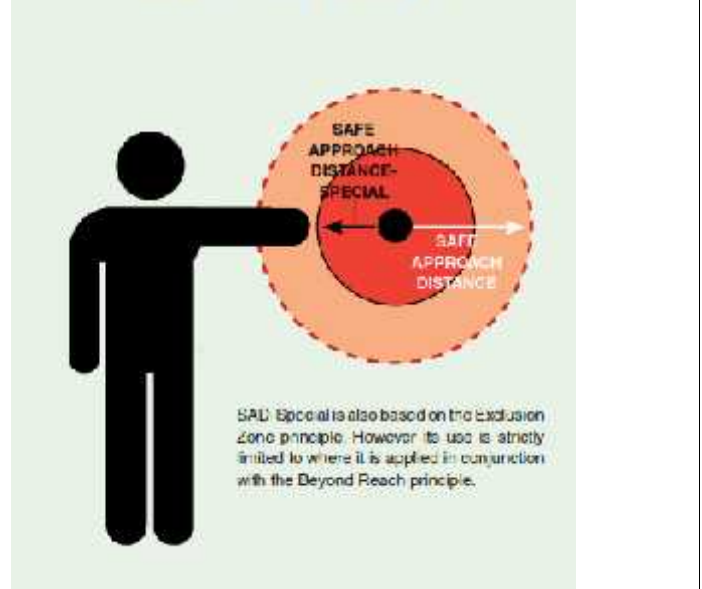 SAFE
APPROACH
DISTANCE-
SPECIAL
SAFE
APPROACH
DISTANCE
SAD Special is also based on the Exclusion
Zone principle. However its use is strictly
limited to where it is applied in conjunction
with the Beyond Reach principle.